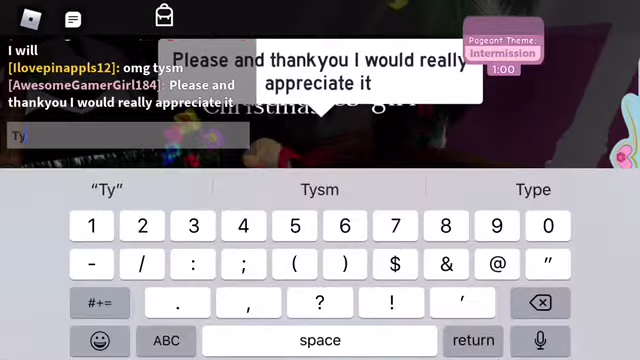 Pageant Theme:
Intermission
1:00
I will
[Ilovepinappls12]: omg tysm
[AwesomeGamerGirl184]: Please and
thankyou I would really appreciate it
Please and thankyou I would really
appreciate it
Christmas
girl
Ty
"Ty" Tysm Type
1 2 3 4 5 6 7 8 9 0
- / : ; ( ) $ & @ "
#+= . , ? ! '
ABC space return